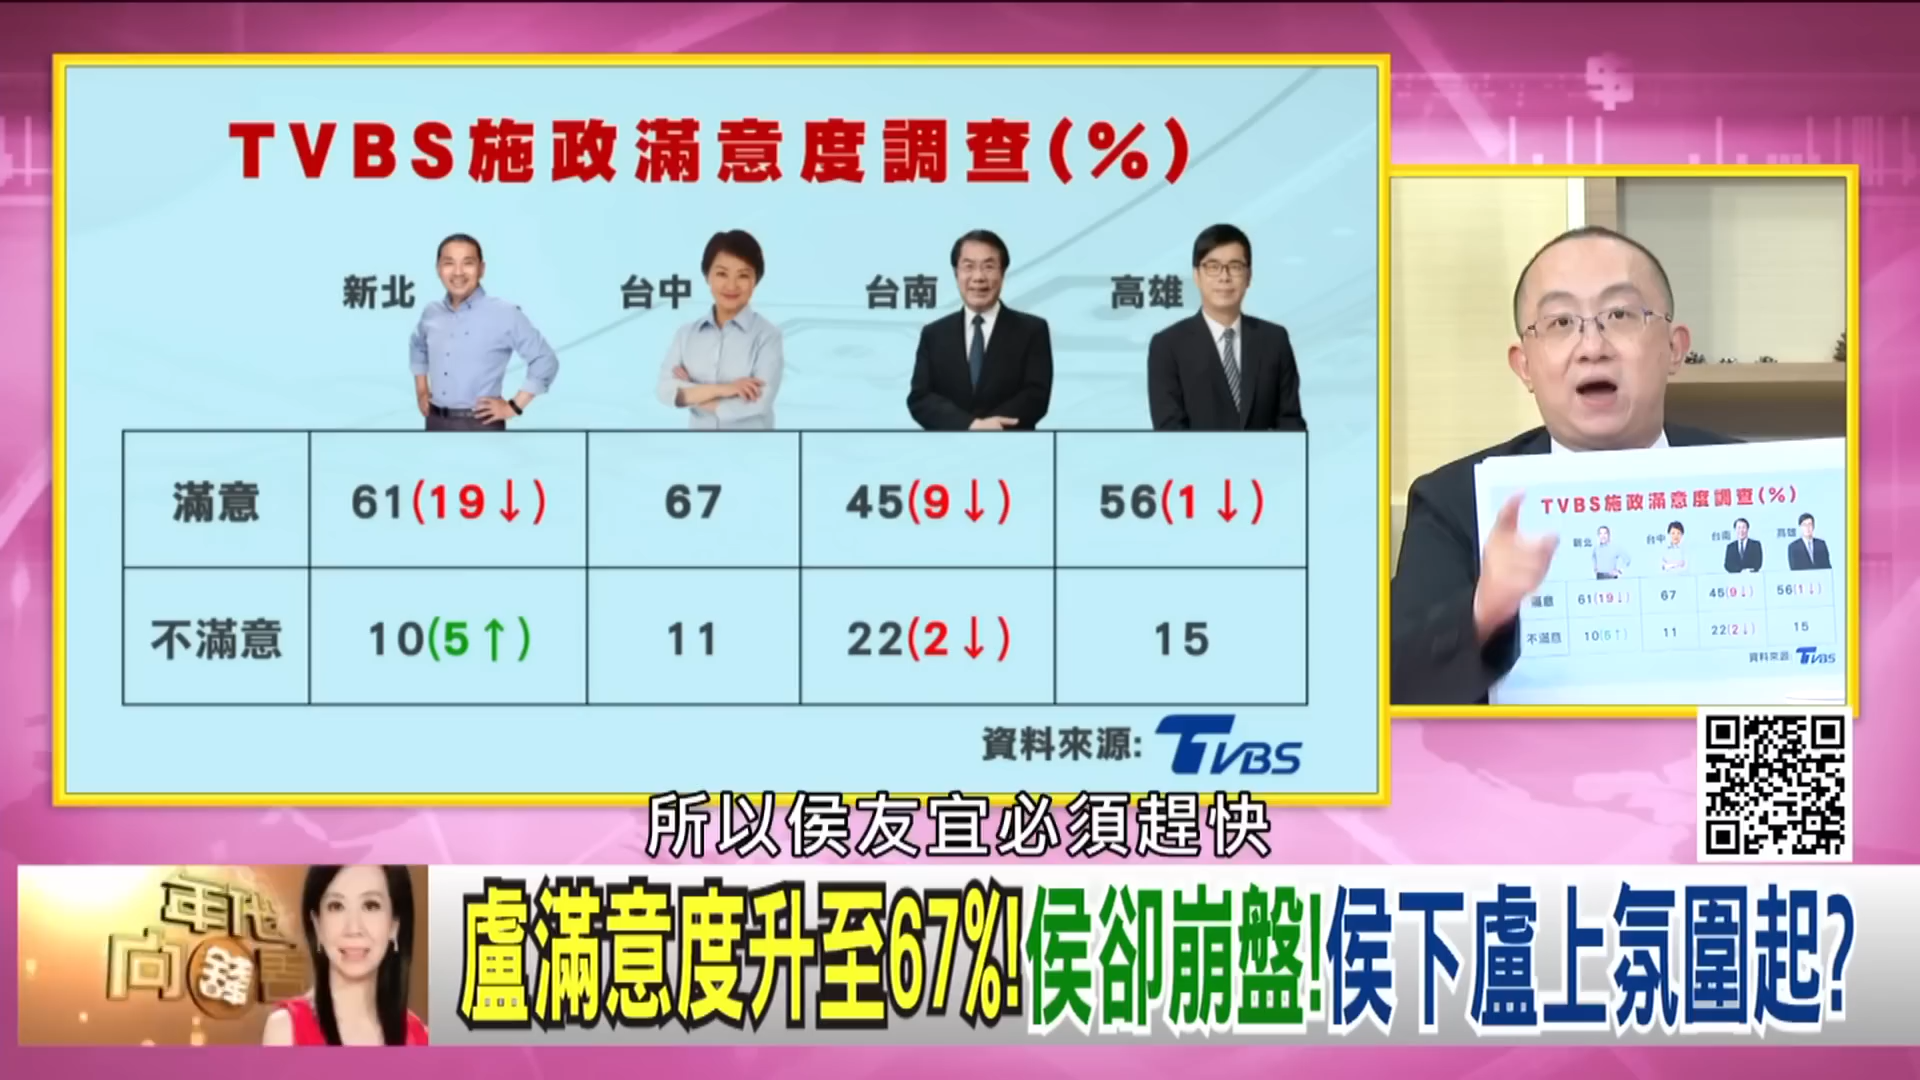 TVBS施政滿意度調查(%)
新北 台中 台南 高雄
滿意 61(19↓) 67 45(9↓) 56(1↓)
不滿意 10(5↑) 11 22(2↓) 15
資料來源: TVBS
TVBS施政滿意度調查(%)
新北 台中 台南 高雄
滿意 61(19↓) 67 45(9↓) 56(1↓)
不滿意 10(5↑) 11 22(2↓) 15
資料來源: TVBS
所以侯友宜必須趕快
年代
向錢
盧滿意度升至67%!侯卻崩盤!侯下盧上氛圍起?